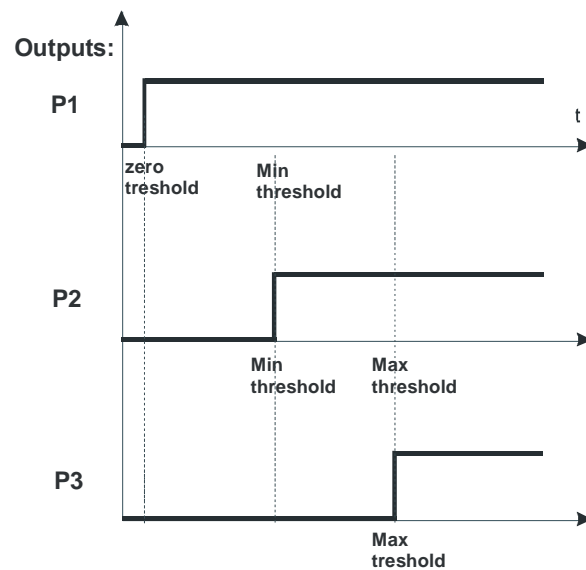 Outputs:
P1
t
zero
treshold
Min
threshold
P2
Min
threshold
Max
threshold
P3
Max
treshold